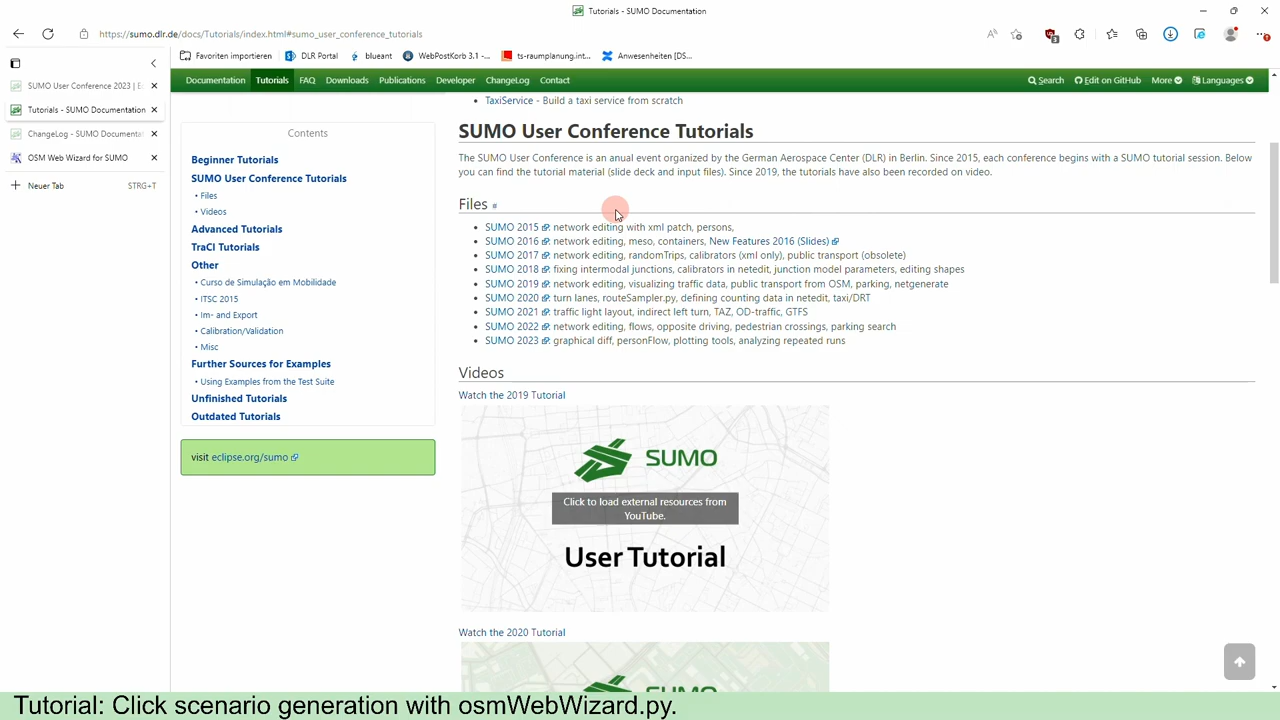 Tutorials - SUMO Documentation
https://sumo.dlr.de/docs/Tutorials/index.html#sumo_user_conference_tutorials
Favoriten importieren DLR Portal blueant WebPostKorb 3.1 -... ts-raumplanung.int... Anwesenheiten [DS...
SUMO User Conference 2023 | E
Tutorials - SUMO Documentation
ChangeLog - SUMO Documenta
OSM Web Wizard for SUMO
Neuer Tab STRG+T
Documentation Tutorials FAQ Downloads Publications Developer ChangeLog Contact Search Edit on GitHub More Languages
Contents
Beginner Tutorials
SUMO User Conference Tutorials
• Files
• Videos
Advanced Tutorials
TraCI Tutorials
Other
• Curso de Simulação em Mobilidade
• ITSC 2015
• Im- and Export
• Calibration/Validation
• Misc
Further Sources for Examples
• Using Examples from the Test Suite
Unfinished Tutorials
Outdated Tutorials
visit eclipse.org/sumo
• TaxiService - Build a taxi service from scratch
SUMO User Conference Tutorials
The SUMO User Conference is an anual event organized by the German Aerospace Center (DLR) in Berlin. Since 2015, each conference begins with a SUMO tutorial session. Below
you can find the tutorial material (slide deck and input files). Since 2019, the tutorials have also been recorded on video.
Files #
• SUMO 2015 network editing with xml patch, persons,
• SUMO 2016 network editing, meso, containers, New Features 2016 (Slides)
• SUMO 2017 network editing, randomTrips, calibrators (xml only), public transport (obsolete)
• SUMO 2018 fixing intermodal junctions, calibrators in netedit, junction model parameters, editing shapes
• SUMO 2019 network editing, visualizing traffic data, public transport from OSM, parking, netgenerate
• SUMO 2020 turn lanes, routeSampler.py, defining counting data in netedit, taxi/DRT
• SUMO 2021 traffic light layout, indirect left turn, TAZ, OD-traffic, GTFS
• SUMO 2022 network editing, flows, opposite driving, pedestrian crossings, parking search
• SUMO 2023 graphical diff, personFlow, plotting tools, analyzing repeated runs
Videos
Watch the 2019 Tutorial
SUMO
Click to load external resources from
YouTube.
User Tutorial
Watch the 2020 Tutorial
SUMO
Tutorial: Click scenario generation with osmWebWizard.py.